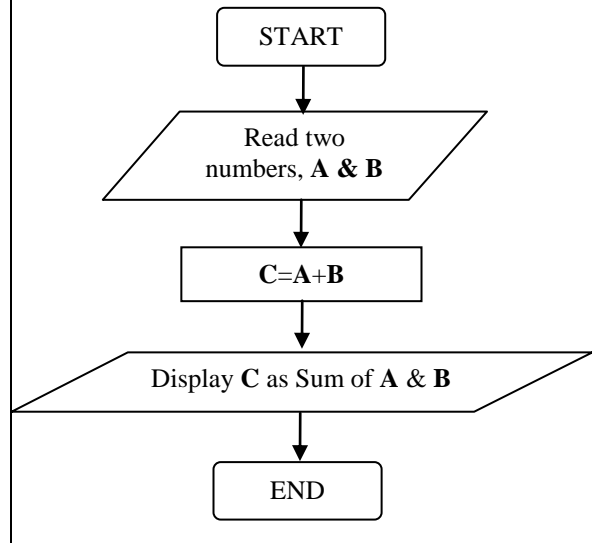 START
Read two
numbers, A & B
C=A+B
Display C as Sum of A & B
END